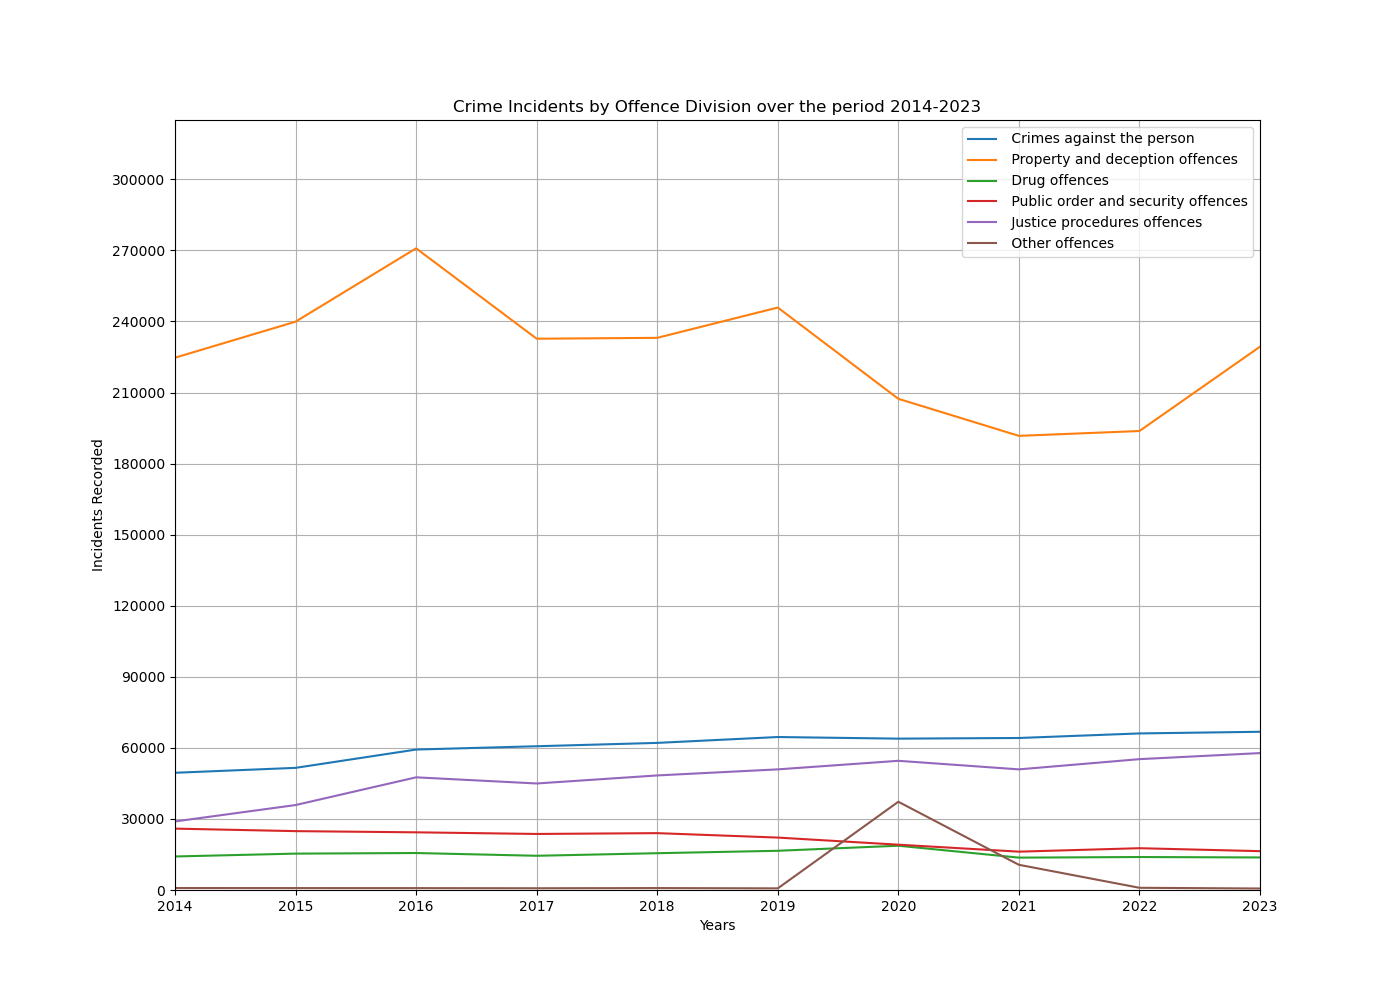 Crime Incidents by Offence Division over the period 2014-2023
Crimes against the person
Property and deception offences
Drug offences
Public order and security offences
Justice procedures offences
Other offences
Incidents Recorded
300000
270000
240000
210000
180000
150000
120000
90000
60000
30000
0
2014 2015 2016 2017 2018 2019 2020 2021 2022 2023
Years